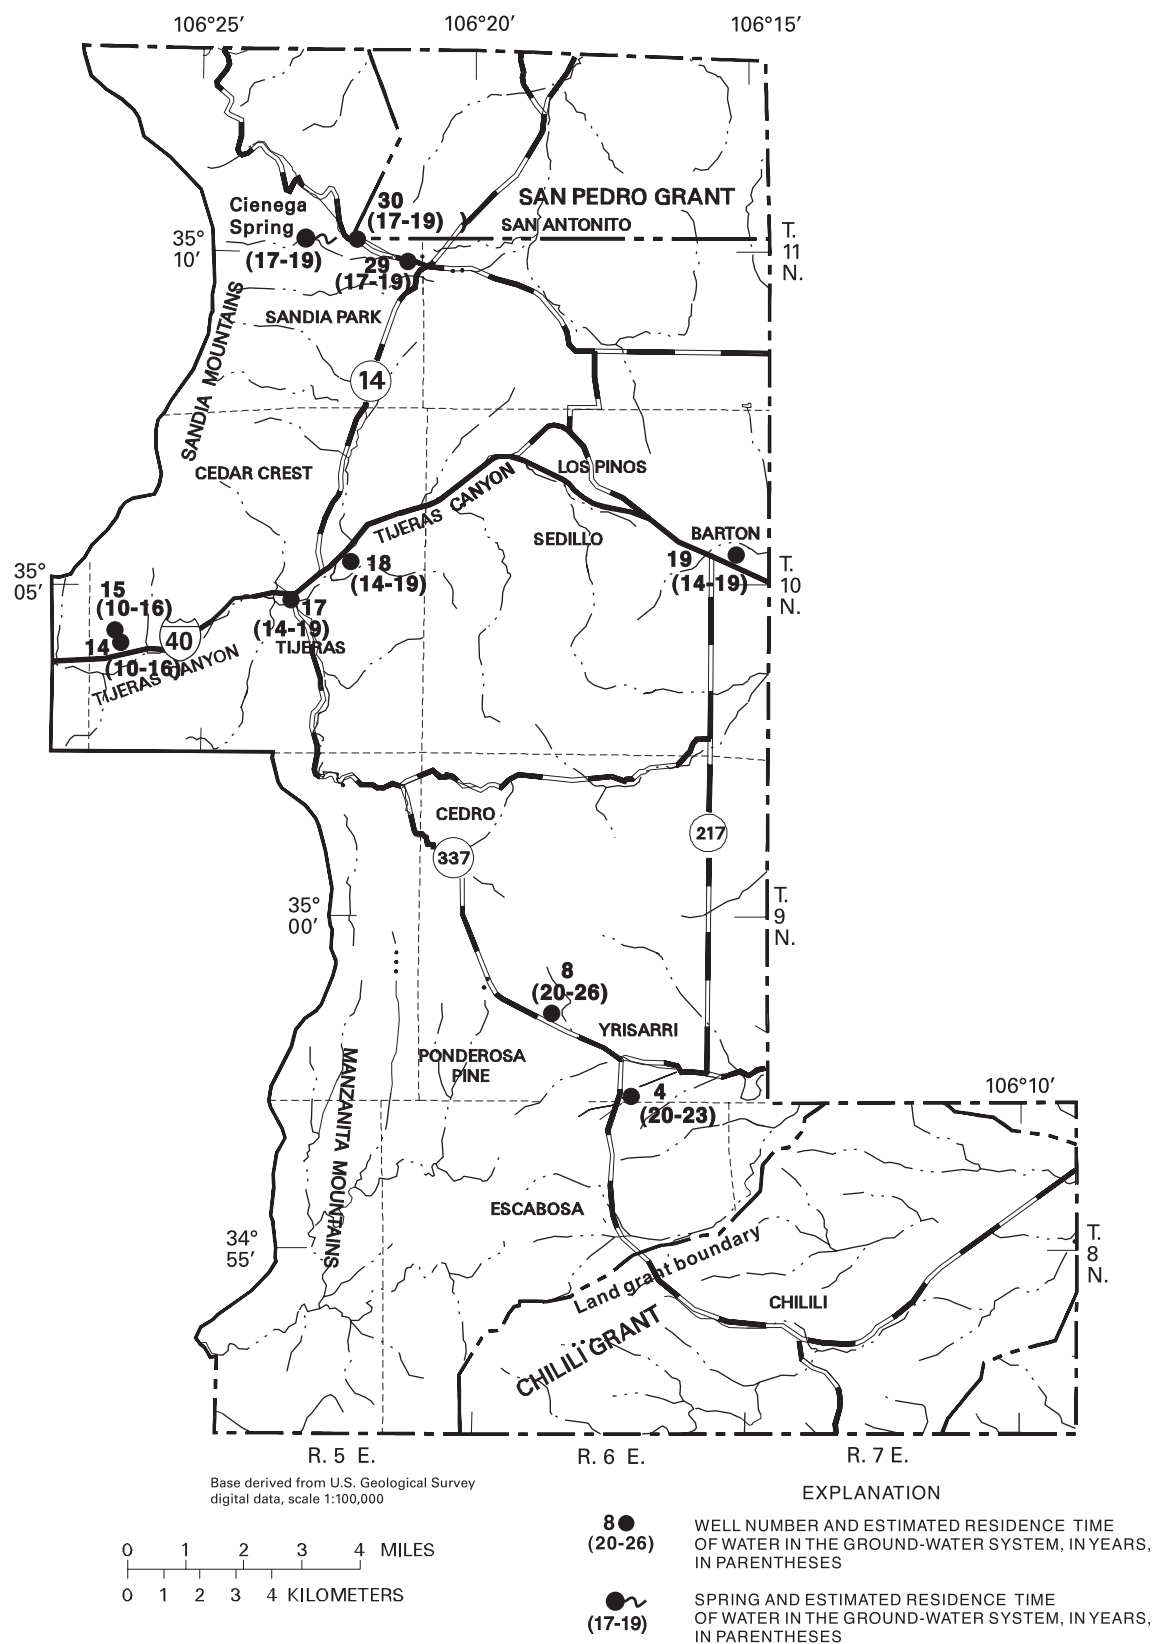 106°25′ 106°20′ 106°15′
SAN PEDRO GRANT
30
(17-19)
Cienega
Spring
(17-19)
SAN ANTONITO
35°
10′
T.
11
N.
29
(17-19)
SANDIA PARK
SANDIA MOUNTAINS
14
CEDAR CREST
LOS PINOS
TIJERAS CANYON
SEDILLO
BARTON
19
(14-19)
18
(14-19)
35°
05′
T.
10
N.
15
(10-16)
17
(14-19)
TIJERAS
40
14
(10-16)
TIJERAS CANYON
CEDRO
217
337
35°
00′
T.
9
N.
8
(20-26)
YRISARRI
PONDEROSA
PINE
MANZANITA MOUNTAINS
106°10′
4
(20-23)
ESCABOSA
34°
55′
T.
8
N.
Land grant boundary
CHILILI
CHILILI GRANT
R. 5 E. R. 6 E. R. 7 E.
Base derived from U.S. Geological Survey
digital data, scale 1:100,000
0 1 2 3 4 MILES
0 1 2 3 4 KILOMETERS
EXPLANATION
8
(20-26)
WELL NUMBER AND ESTIMATED RESIDENCE TIME
OF WATER IN THE GROUND-WATER SYSTEM, IN YEARS,
IN PARENTHESES
(17-19)
SPRING AND ESTIMATED RESIDENCE TIME
OF WATER IN THE GROUND-WATER SYSTEM, IN YEARS,
IN PARENTHESES